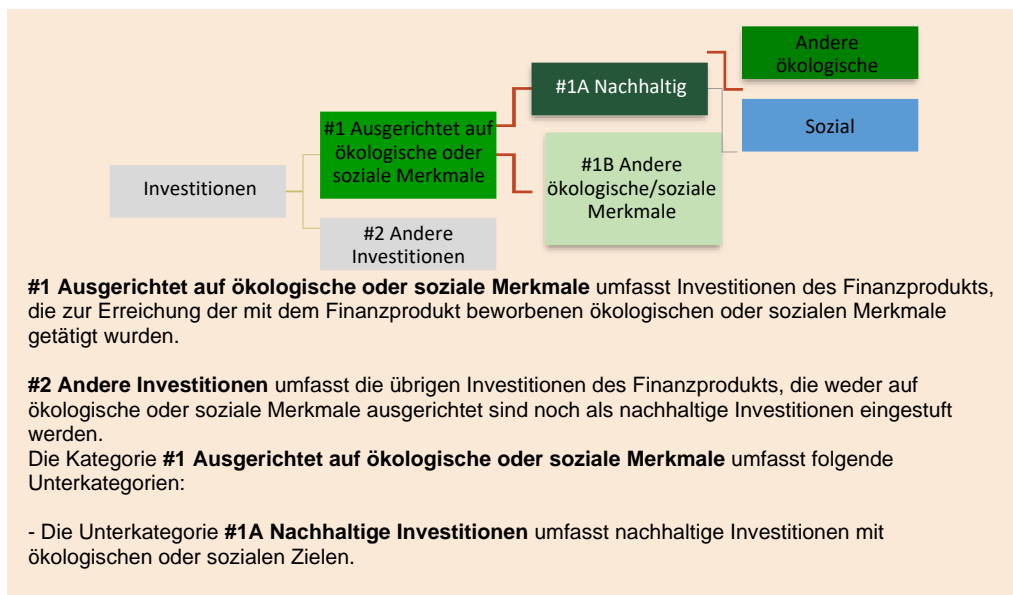 Andere
ökologische
#1A Nachhaltig
Sozial
#1 Ausgerichtet auf
ökologische oder
soziale Merkmale
#1B Andere
ökologische/soziale
Merkmale
Investitionen
#2 Andere
Investitionen
#1 Ausgerichtet auf ökologische oder soziale Merkmale umfasst Investitionen des Finanzprodukts,
die zur Erreichung der mit dem Finanzprodukt beworbenen ökologischen oder sozialen Merkmale
getätigt wurden.
#2 Andere Investitionen umfasst die übrigen Investitionen des Finanzprodukts, die weder auf
ökologische oder soziale Merkmale ausgerichtet sind noch als nachhaltige Investitionen eingestuft
werden.
Die Kategorie #1 Ausgerichtet auf ökologische oder soziale Merkmale umfasst folgende
Unterkategorien:
- Die Unterkategorie #1A Nachhaltige Investitionen umfasst nachhaltige Investitionen mit
ökologischen oder sozialen Zielen.